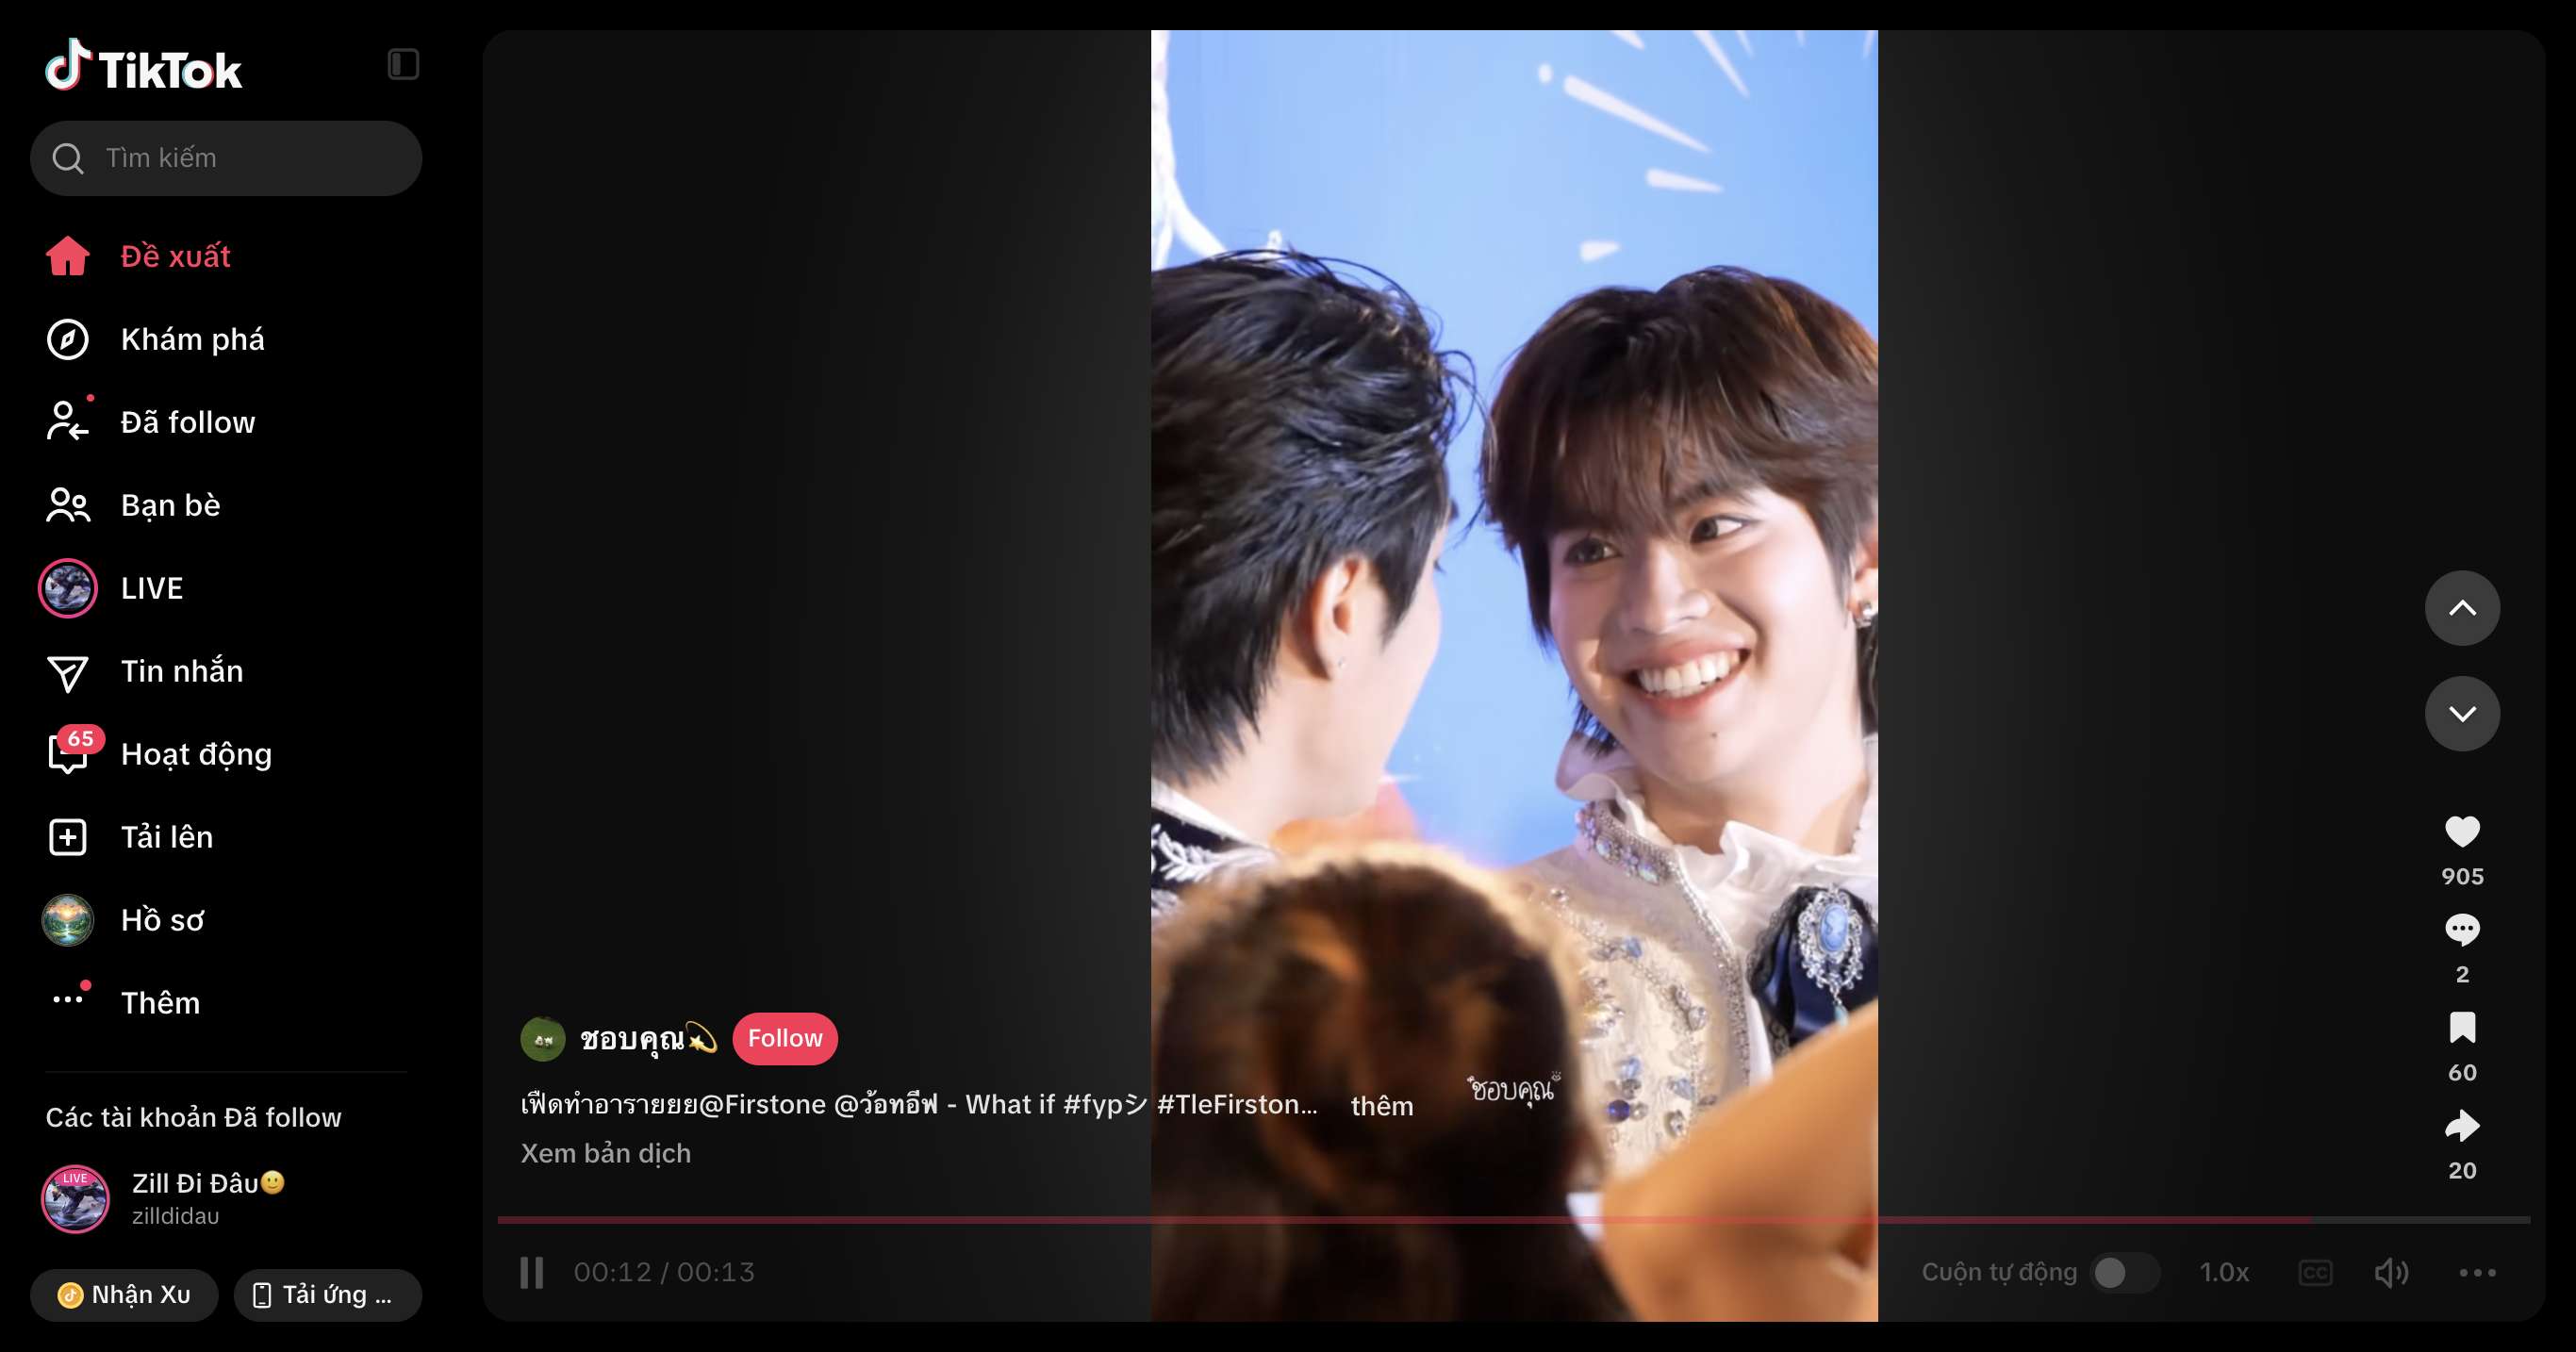 TikTok
Tìm kiếm
Đề xuất
Khám phá
Đã follow
Bạn bè
LIVE
Tin nhắn
65
Hoạt động
Tải lên
Hồ sơ
Thêm
Các tài khoản Đã follow
LIVE
Zill Đi Đâu
zilldidau
Nhận Xu
Tải ứng ...
ชอบคุณ
Follow
เฟืดทำอารายยย@Firstone @ว้อทอีฟ - What if #fypシ #TleFirston... thêm
ชอบคุณ
Xem bản dịch
905
2
60
20
00:12 / 00:13
Cuộn tự động
1.0x
CC